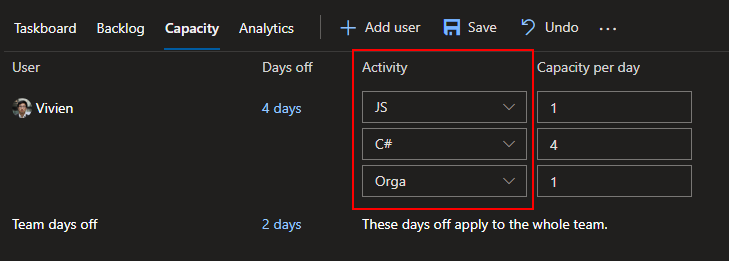 Taskboard Backlog Capacity Analytics Add user Save Undo ...
User Days off Activity Capacity per day
Vivien 4 days JS 1
C# 4
Orga 1
Team days off 2 days These days off apply to the whole team.